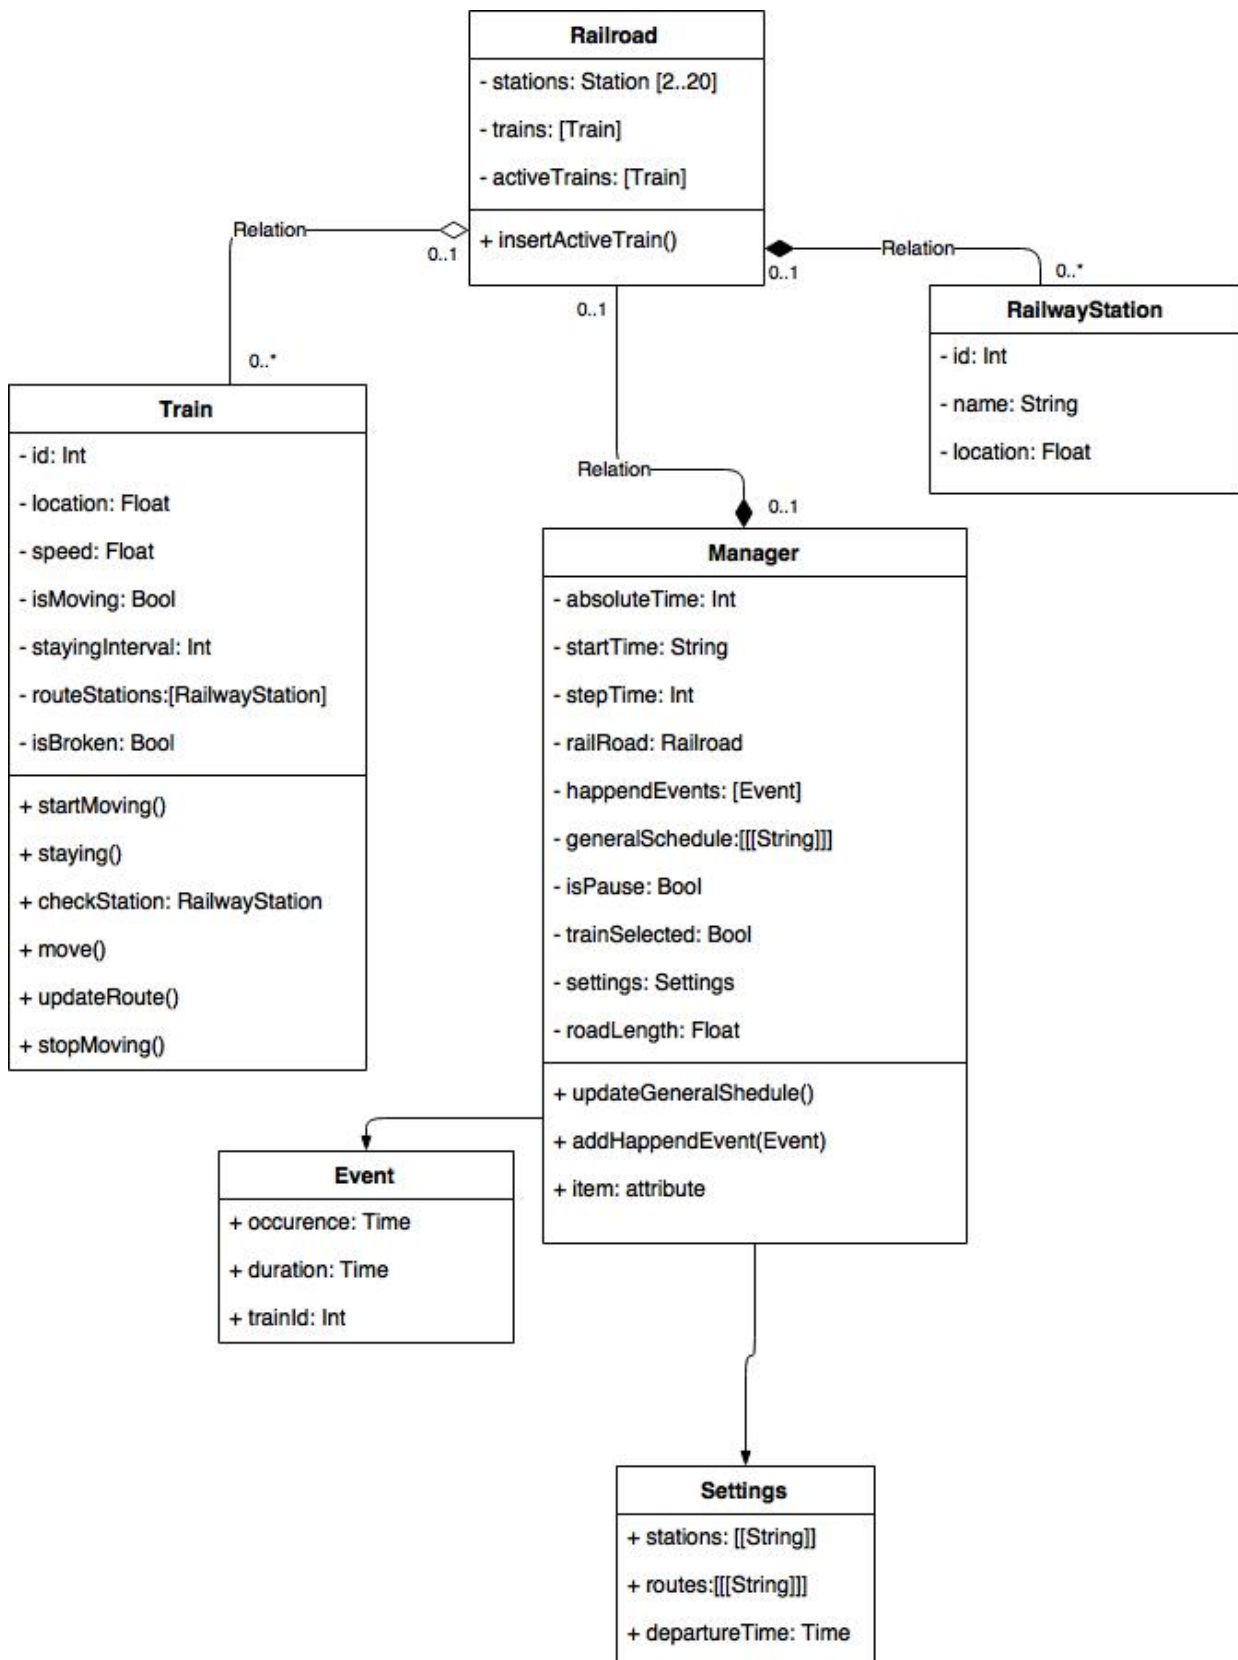 Railroad
- stations: Station [2..20]
- trains: [Train]
- activeTrains: [Train]
+ insertActiveTrain()
Relation
0..1
0..*
0..1
Relation
0..1
0..*
RailwayStation
- id: Int
- name: String
- location: Float
Train
- id: Int
- location: Float
- speed: Float
- isMoving: Bool
- stayingInterval: Int
- routeStations:[RailwayStation]
- isBroken: Bool
+ startMoving()
+ staying()
+ checkStation: RailwayStation
+ move()
+ updateRoute()
+ stopMoving()
Relation
0..1
Manager
- absoluteTime: Int
- startTime: String
- stepTime: Int
- railRoad: Railroad
- happendEvents: [Event]
- generalSchedule:[[[String]]]
- isPause: Bool
- trainSelected: Bool
- settings: Settings
- roadLength: Float
+ updateGeneralShedule()
+ addHappendEvent(Event)
+ item: attribute
Event
+ occurence: Time
+ duration: Time
+ trainId: Int
Settings
+ stations: [[String]]
+ routes:[[[String]]]
+ departureTime: Time